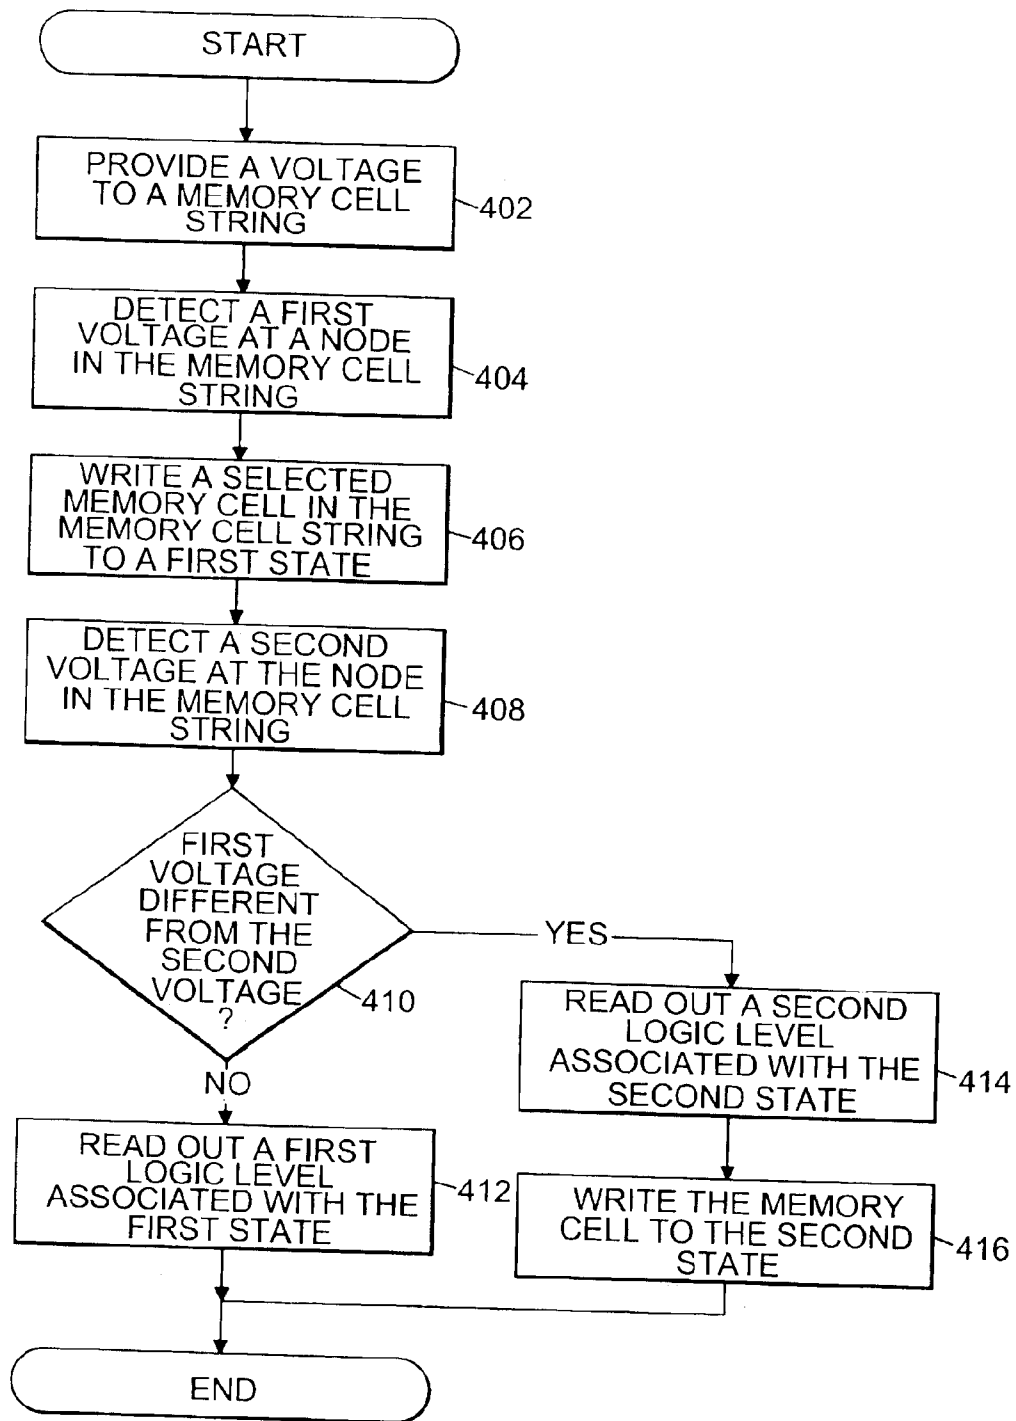 START
PROVIDE A VOLTAGE
TO A MEMORY CELL
STRING
402
DETECT A FIRST
VOLTAGE AT A NODE
IN THE MEMORY CELL
STRING
404
WRITE A SELECTED
MEMORY CELL IN THE
MEMORY CELL STRING
TO A FIRST STATE
406
DETECT A SECOND
VOLTAGE AT THE NODE
IN THE MEMORY CELL
STRING
408
FIRST
VOLTAGE
DIFFERENT
FROM THE
SECOND
VOLTAGE
?
410
YES
NO
READ OUT A SECOND
LOGIC LEVEL
ASSOCIATED WITH THE
SECOND STATE
414
READ OUT A FIRST
LOGIC LEVEL
ASSOCIATED WITH THE
FIRST STATE
412
WRITE THE MEMORY
CELL TO THE SECOND
STATE
416
END